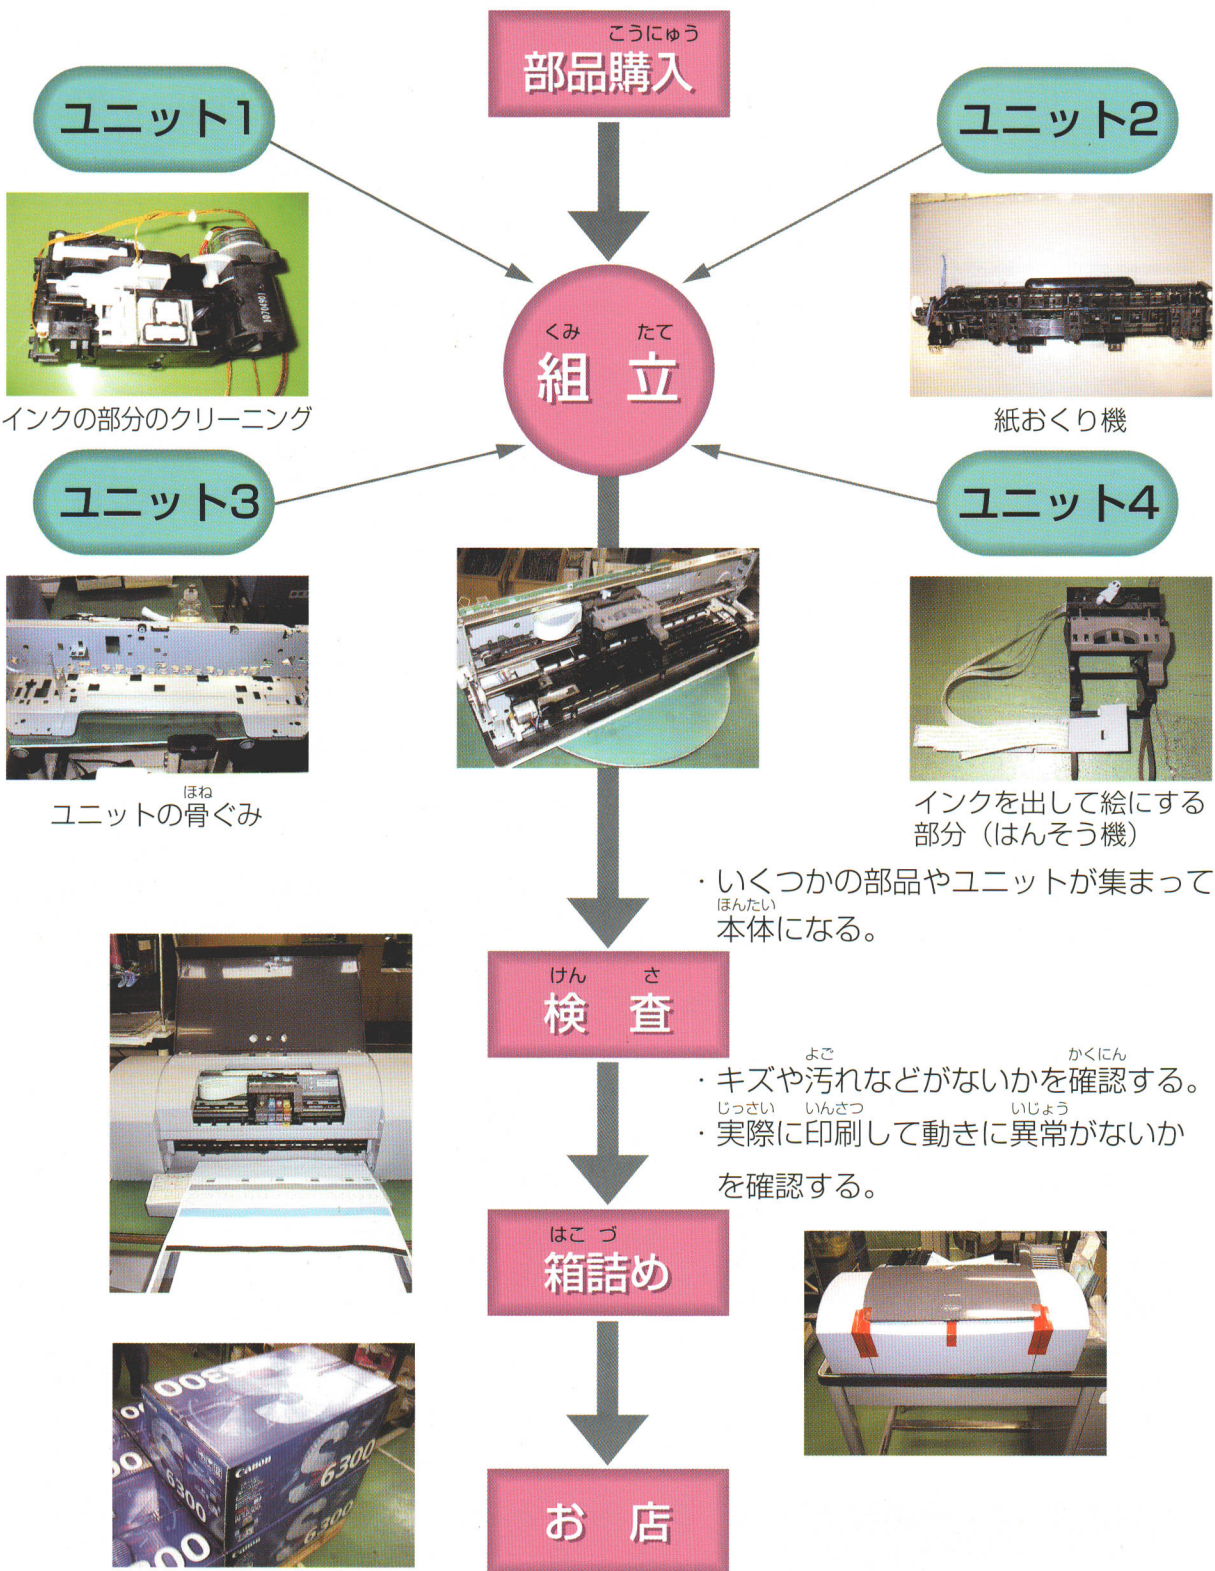 こうにゅう
部品購入
ユニット1
ユニット2
くみ たて
組 立
インクの部分のクリーニング
紙おくり機
ユニット3
ユニット4
ほね
ユニットの骨ぐみ
インクを出して絵にする
部分（はんそう機）
・いくつかの部品やユニットが集まって
ほんたい
本体になる。
けん さ
検 査
よご かくにん
・キズや汚れなどがないかを確認する。
じっさい いんさつ いじょう
・実際に印刷して動きに異常がないか
を確認する。
はこ づ
箱詰め
お 店
6300
Canon
S
6300
6300
Canon
6300